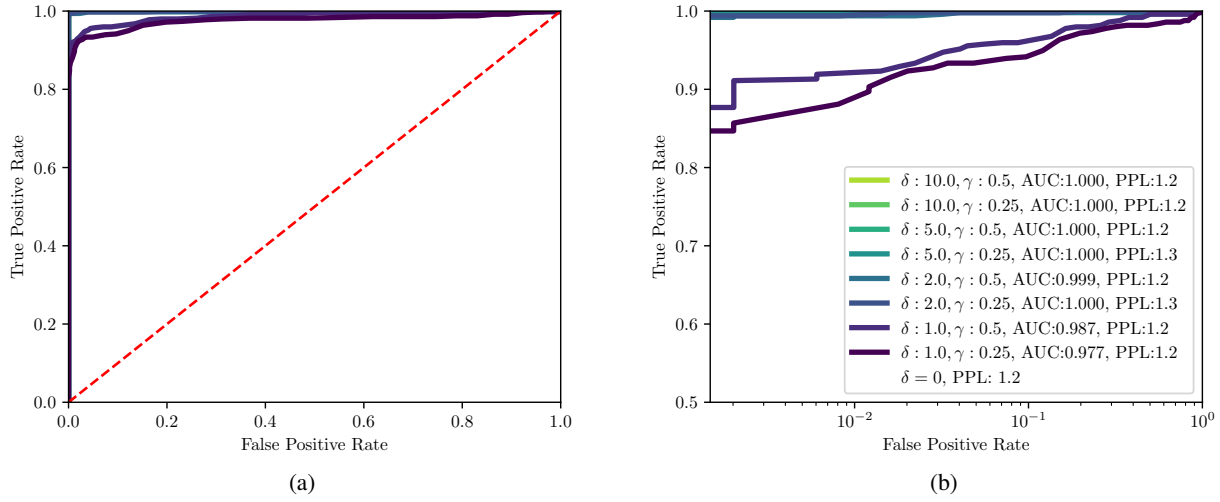 1.0
0.8
0.6
0.4
0.2
0.0
True Positive Rate
0.0 0.2 0.4 0.6 0.8 1.0
False Positive Rate
(a)
1.0
0.9
0.8
0.7
0.6
0.5
True Positive Rate
δ : 10.0, γ : 0.5, AUC:1.000, PPL:1.2
δ : 10.0, γ : 0.25, AUC:1.000, PPL:1.2
δ : 5.0, γ : 0.5, AUC:1.000, PPL:1.2
δ : 5.0, γ : 0.25, AUC:1.000, PPL:1.3
δ : 2.0, γ : 0.5, AUC:0.999, PPL:1.2
δ : 2.0, γ : 0.25, AUC:1.000, PPL:1.3
δ : 1.0, γ : 0.5, AUC:0.987, PPL:1.2
δ : 1.0, γ : 0.25, AUC:0.977, PPL:1.2
δ = 0, PPL: 1.2
10⁻² 10⁻¹ 10⁰
False Positive Rate
(b)